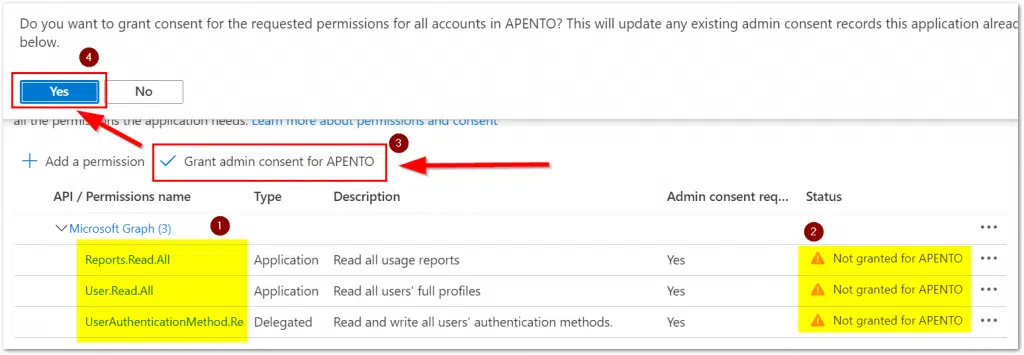 Do you want to grant consent for the requested permissions for all accounts in APENTO? This will update any existing admin consent records this application alrea
below.
4
Yes No
all the permissions the application needs. Learn more about permissions and consent
3
Add a permission Grant admin consent for APENTO
API / Permissions name Type Description Admin consent req... Status
Microsoft Graph (3) 1 2 ...
Reports.Read.All Application Read all usage reports Yes Not granted for APENTO ...
User.Read.All Application Read all users' full profiles Yes Not granted for APENTO ...
UserAuthenticationMethod.Re Delegated Read and write all users' authentication methods. Yes Not granted for APENTO ...